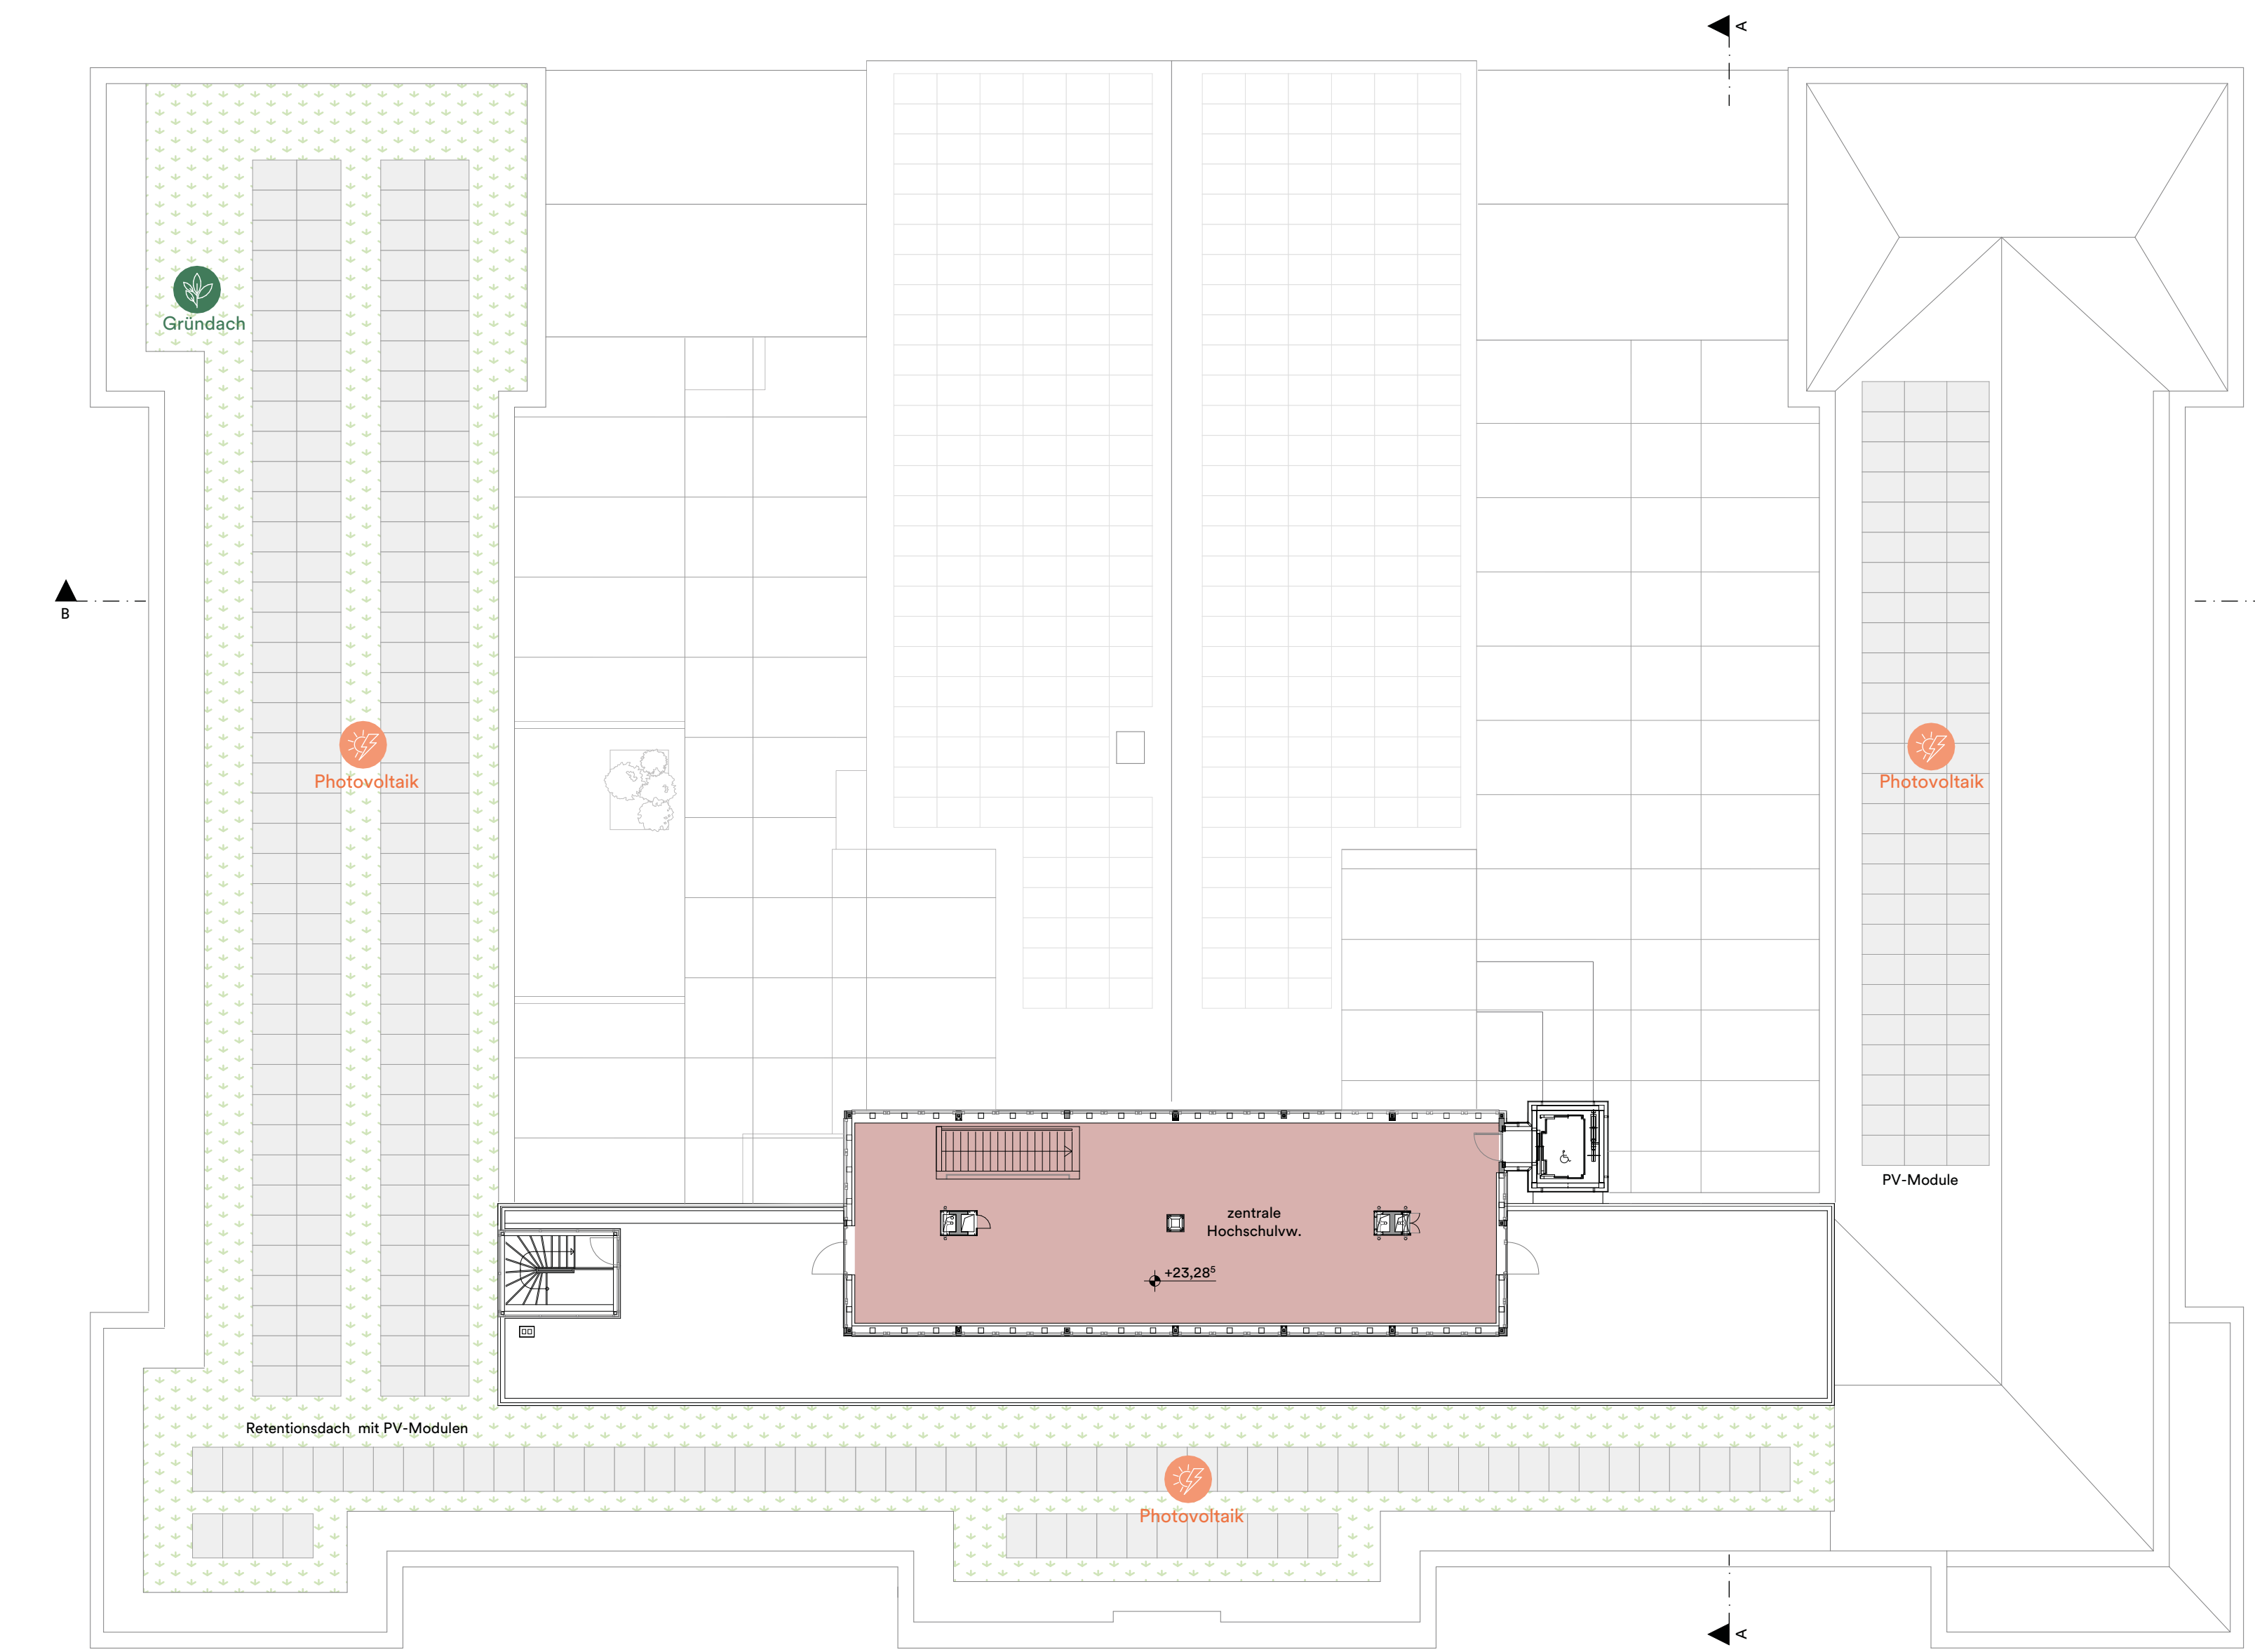 A
Gründach
B
Photovoltaik
Photovoltaik
PV-Module
zentrale
Hochschulvw.
+23,28⁵
Retentionsdach mit PV-Modulen
Photovoltaik
A